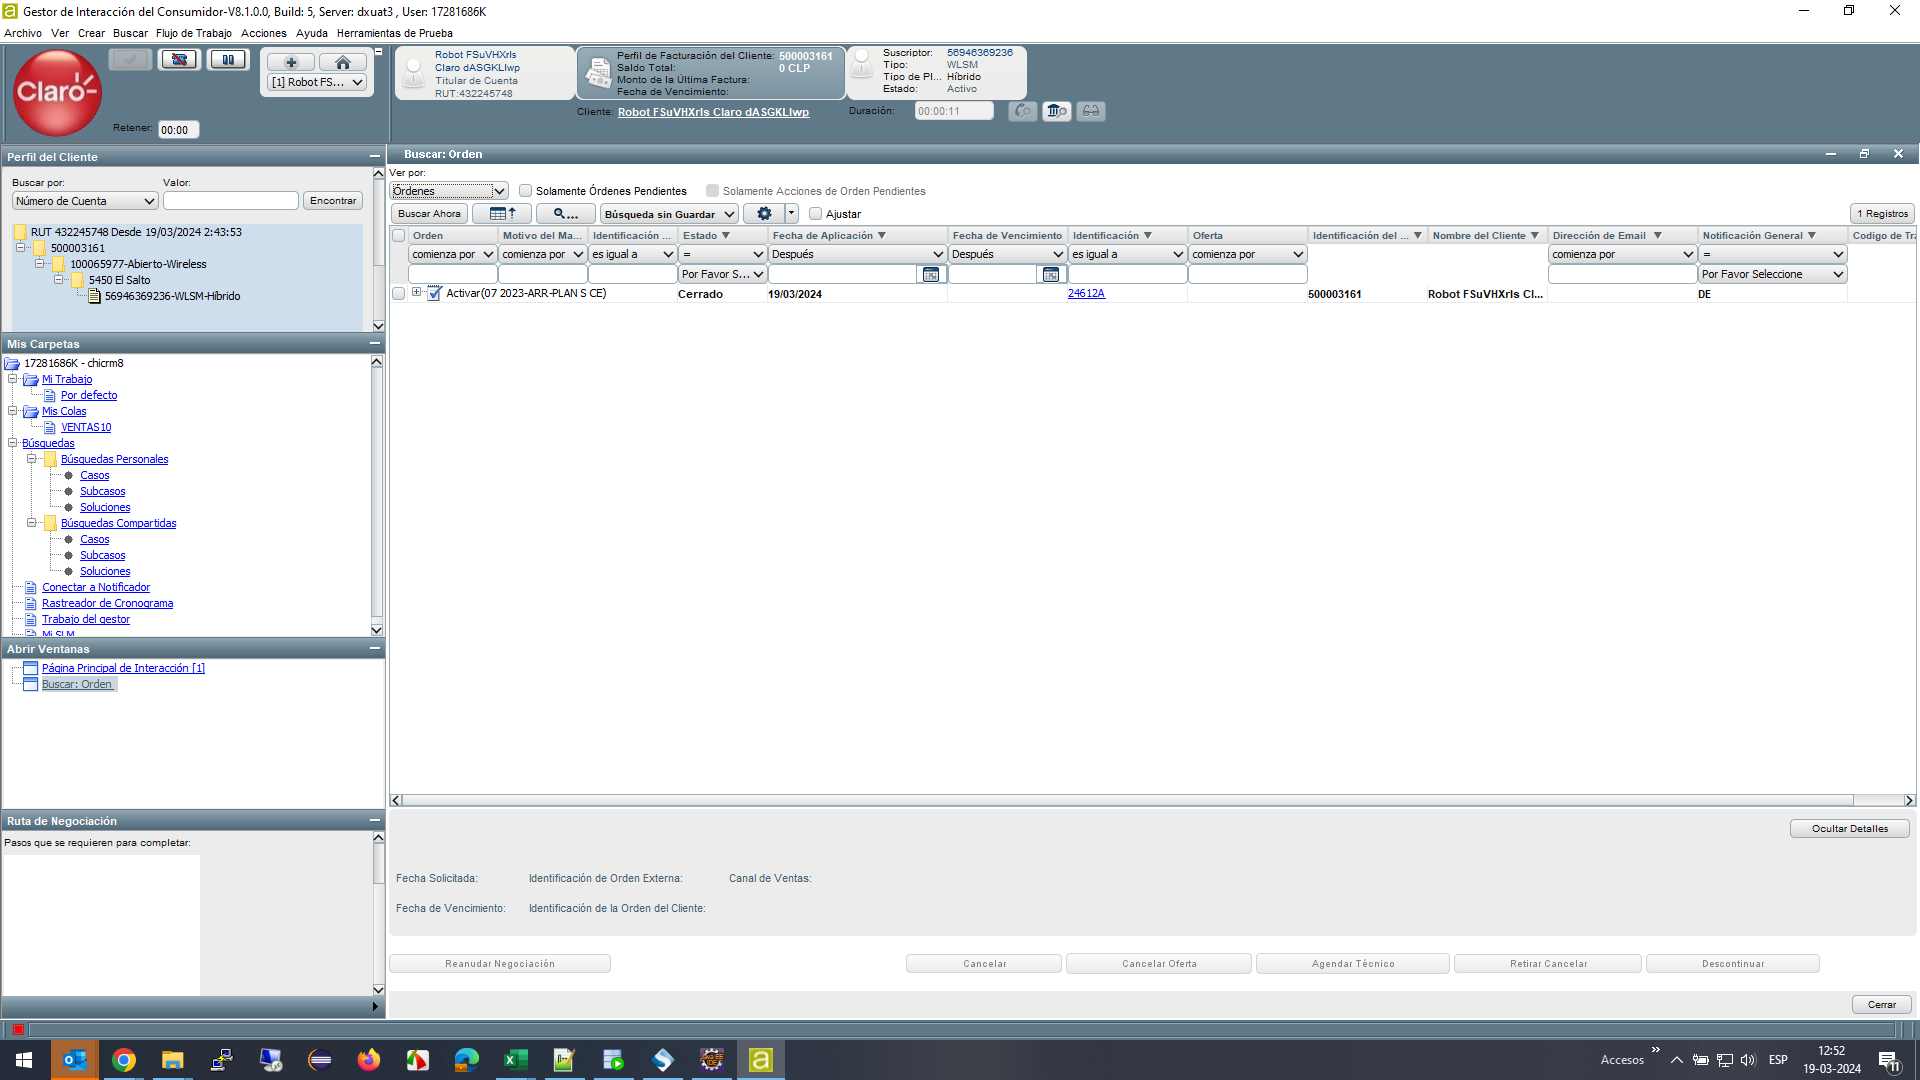 Gestor de Interacción del Consumidor-V8.1.0.0, Build: 5, Server: dxuat3 , User: 17281686K
Archivo Ver Crear Buscar Flujo de Trabajo Acciones Ayuda Herramientas de Prueba
Claro
[1] Robot FS...
Retener: 00:00
Robot FSuVHXrIs
Claro dASGKLIwp
Titular de Cuenta
RUT:432245748
Perfil de Facturación del Cliente: 500003161
Saldo Total: 0 CLP
Monto de la Última Factura:
Fecha de Vencimiento:
Cliente: Robot FSuVHXrIs Claro dASGKLIwp
Suscriptor: 56946369236
Tipo: WLSM
Tipo de Pl... Híbrido
Estado: Activo
Duración: 00:00:11
Perfil del Cliente
Buscar por: Valor:
Número de Cuenta Encontrar
RUT 432245748 Desde 19/03/2024 2:43:53
500003161
100065977-Abierto-Wireless
5450 El Salto
56946369236-WLSM-Híbrido
Mis Carpetas
17281686K - chicrm8
Mi Trabajo
Por defecto
Mis Colas
VENTAS10
Búsquedas
Búsquedas Personales
Casos
Subcasos
Soluciones
Búsquedas Compartidas
Casos
Subcasos
Soluciones
Conectar a Notificador
Rastreador de Cronograma
Trabajo del gestor
Mi SLM
Abrir Ventanas
Página Principal de Interacción [1]
Buscar: Orden
Ruta de Negociación
Pasos que se requieren para completar:
Buscar: Orden
Ver por:
Órdenes Solamente Órdenes Pendientes Solamente Acciones de Orden Pendientes
Buscar Ahora ... Búsqueda sin Guardar Ajustar 1 Registros
Orden Motivo del Ma... Identificación ... Estado Fecha de Aplicación Fecha de Vencimiento Identificación Oferta Identificación del ... Nombre del Cliente Dirección de Email Notificación General Codigo de Tr
comienza por comienza por es igual a = Después Después es igual a comienza por comienza por =
Por Favor S... Por Favor Seleccione
Activar(07 2023-ARR-PLAN S CE) Cerrado 19/03/2024 24612A 500003161 Robot FSuVHXrIs Cl... DE
Ocultar Detalles
Fecha Solicitada: Identificación de Orden Externa: Canal de Ventas:
Fecha de Vencimiento: Identificación de la Orden del Cliente:
Reanudar Negociación Cancelar Cancelar Oferta Agendar Técnico Retirar Cancelar Descontinuar
Cerrar
Accesos » ESP 12:52
19-03-2024 11